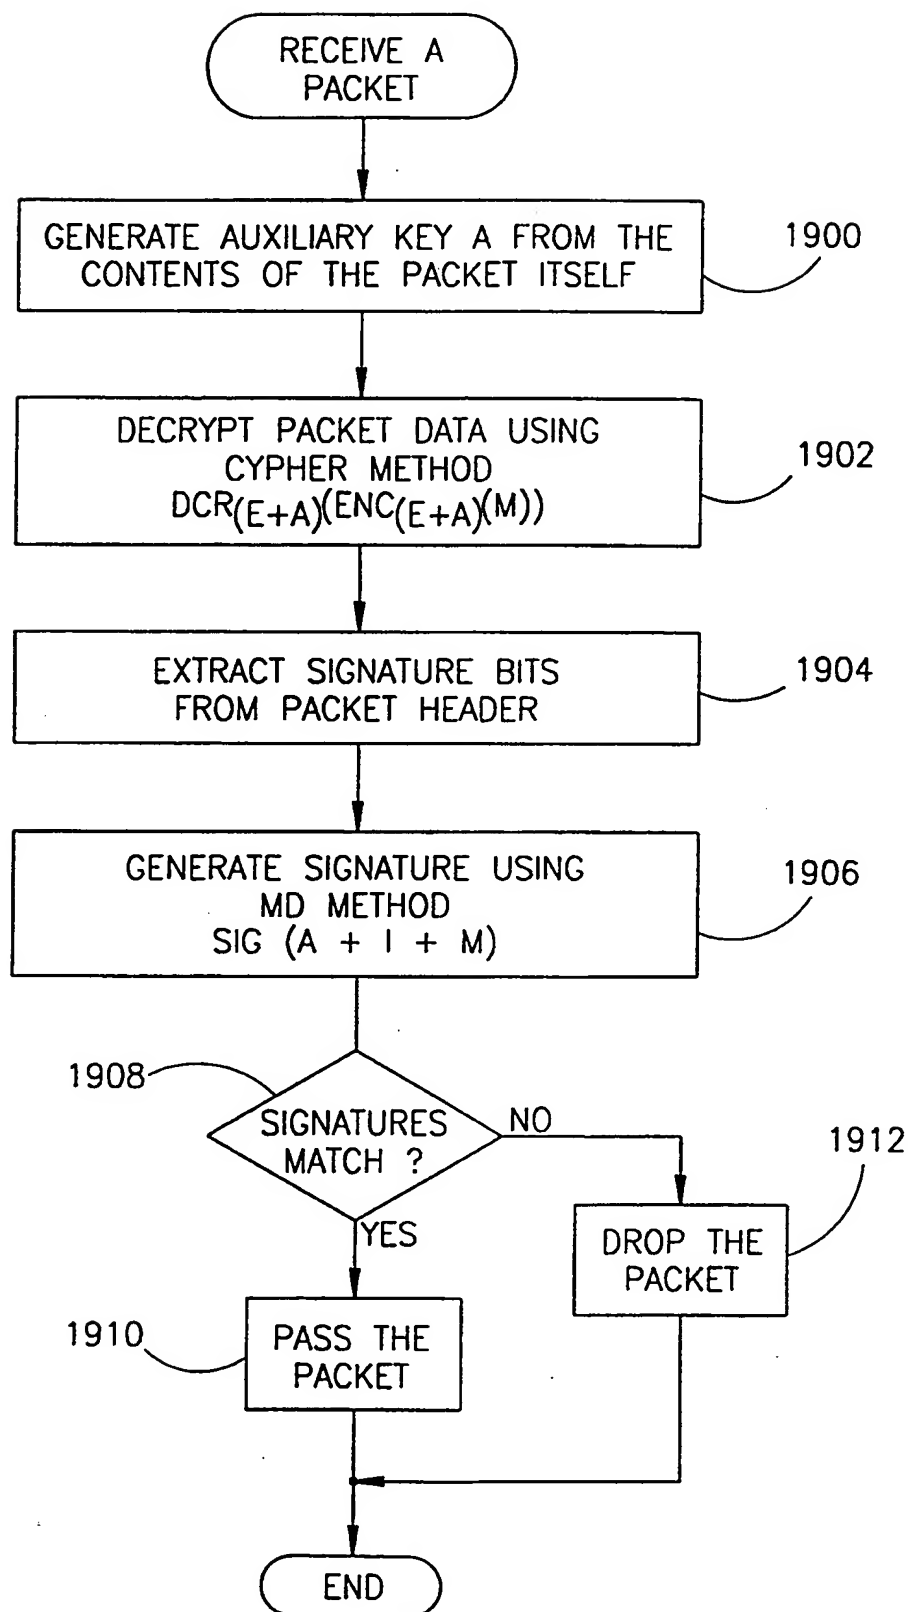 RECEIVE A
PACKET
GENERATE AUXILIARY KEY A FROM THE
CONTENTS OF THE PACKET ITSELF
1900
DECRYPT PACKET DATA USING
CYPHER METHOD
DCR(E+A)(ENC(E+A)(M))
1902
EXTRACT SIGNATURE BITS
FROM PACKET HEADER
1904
GENERATE SIGNATURE USING
MD METHOD
SIG (A + I + M)
1906
1908
SIGNATURES
MATCH ?
NO
YES
1912
DROP THE
PACKET
1910
PASS THE
PACKET
END